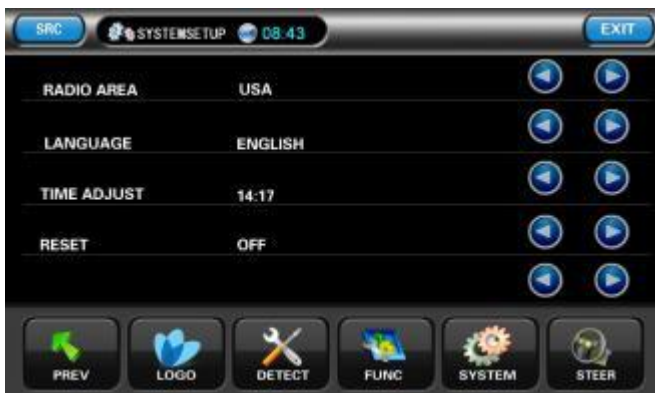 SRC SYSTEMSETUP 08:43 EXIT
RADIO AREA USA
LANGUAGE ENGLISH
TIME ADJUST 14:17
RESET OFF
PREV LOGO DETECT FUNC SYSTEM STEER